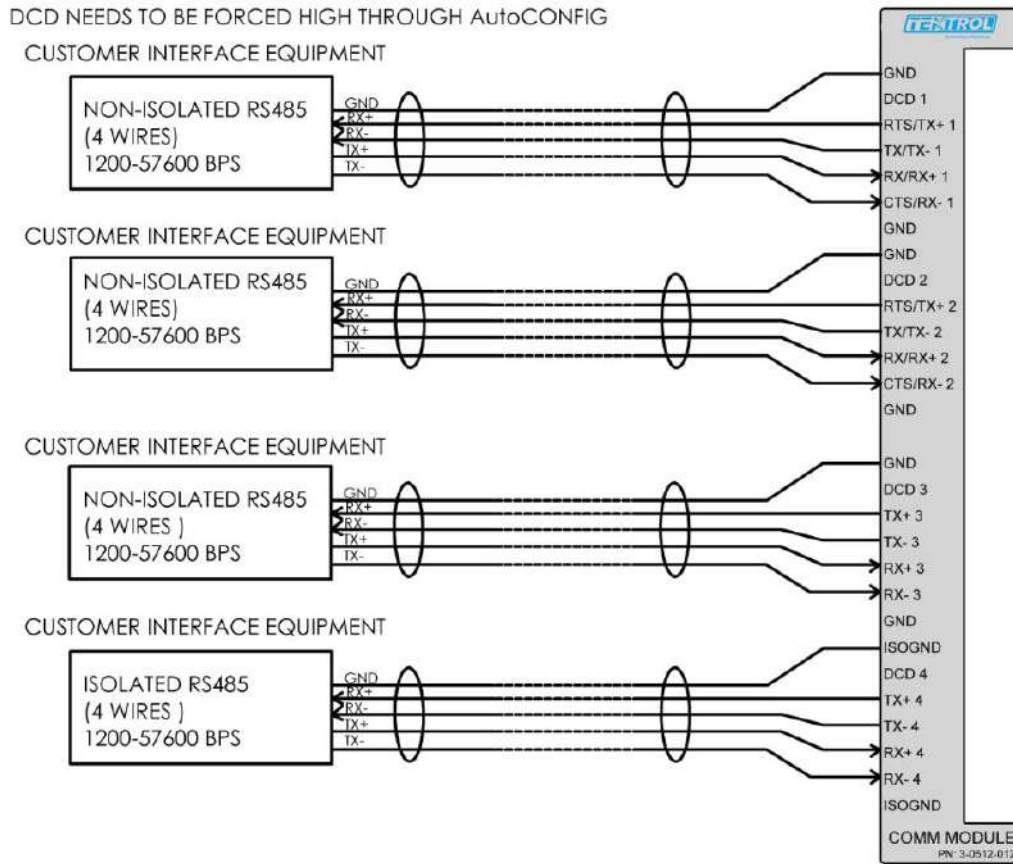 DCD NEEDS TO BE FORCED HIGH THROUGH AutoCONFIG
CUSTOMER INTERFACE EQUIPMENT
NON-ISOLATED RS485
(4 WIRES)
1200-57600 BPS
GND
RX+
RX-
TX+
TX-
CUSTOMER INTERFACE EQUIPMENT
NON-ISOLATED RS485
(4 WIRES)
1200-57600 BPS
GND
RX+
RX-
TX+
TX-
CUSTOMER INTERFACE EQUIPMENT
NON-ISOLATED RS485
(4 WIRES )
1200-57600 BPS
GND
RX+
RX-
TX+
TX-
CUSTOMER INTERFACE EQUIPMENT
ISOLATED RS485
(4 WIRES )
1200-57600 BPS
GND
RX+
RX-
TX+
TX-
GND
DCD 1
RTS/TX+ 1
TX/TX- 1
RX/RX+ 1
CTS/RX- 1
GND
GND
DCD 2
RTS/TX+ 2
TX/TX- 2
RX/RX+ 2
CTS/RX- 2
GND
GND
DCD 3
TX+ 3
TX- 3
RX+ 3
RX- 3
GND
ISOGND
DCD 4
TX+ 4
TX- 4
RX+ 4
RX- 4
ISOGND
COMM MODULE
PN: 3-0512-012